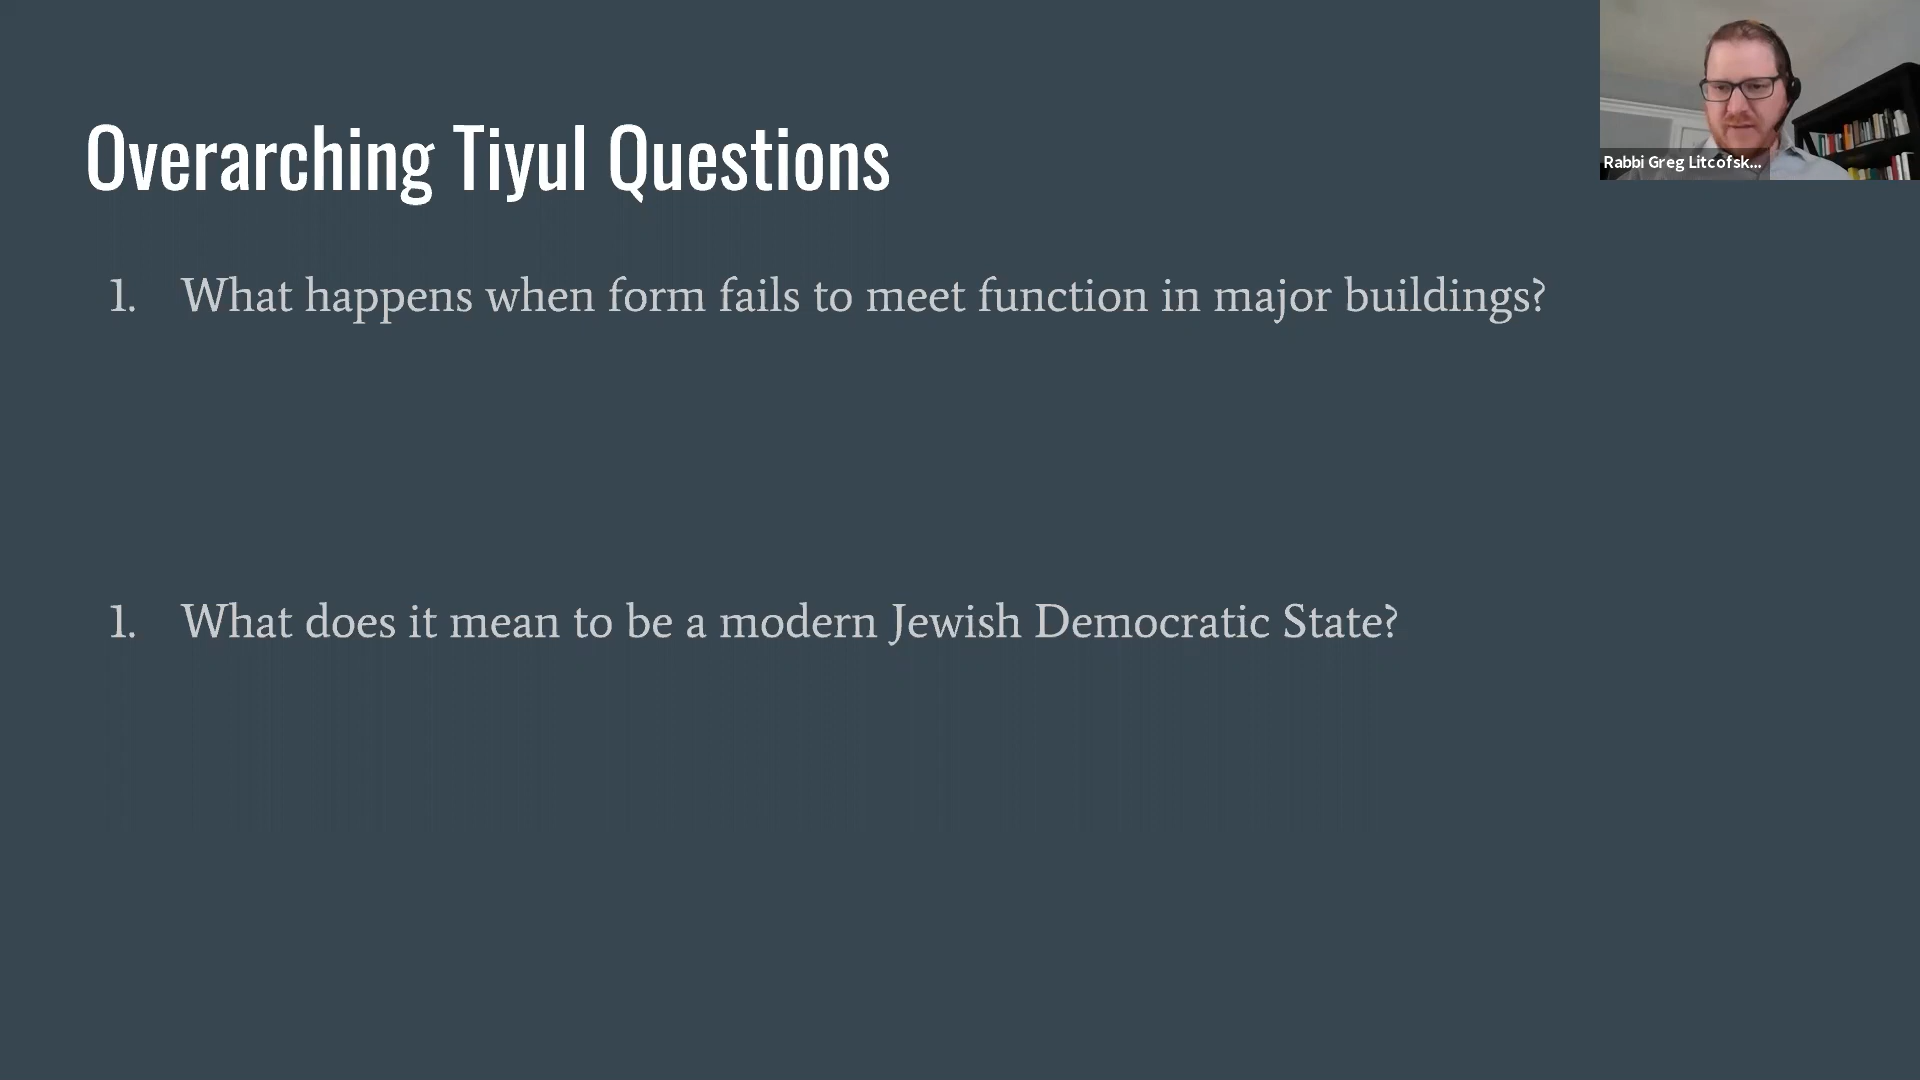 Overarching Tiyul Questions
Rabbi Greg Litcofsk...
1. What happens when form fails to meet function in major buildings?
1. What does it mean to be a modern Jewish Democratic State?